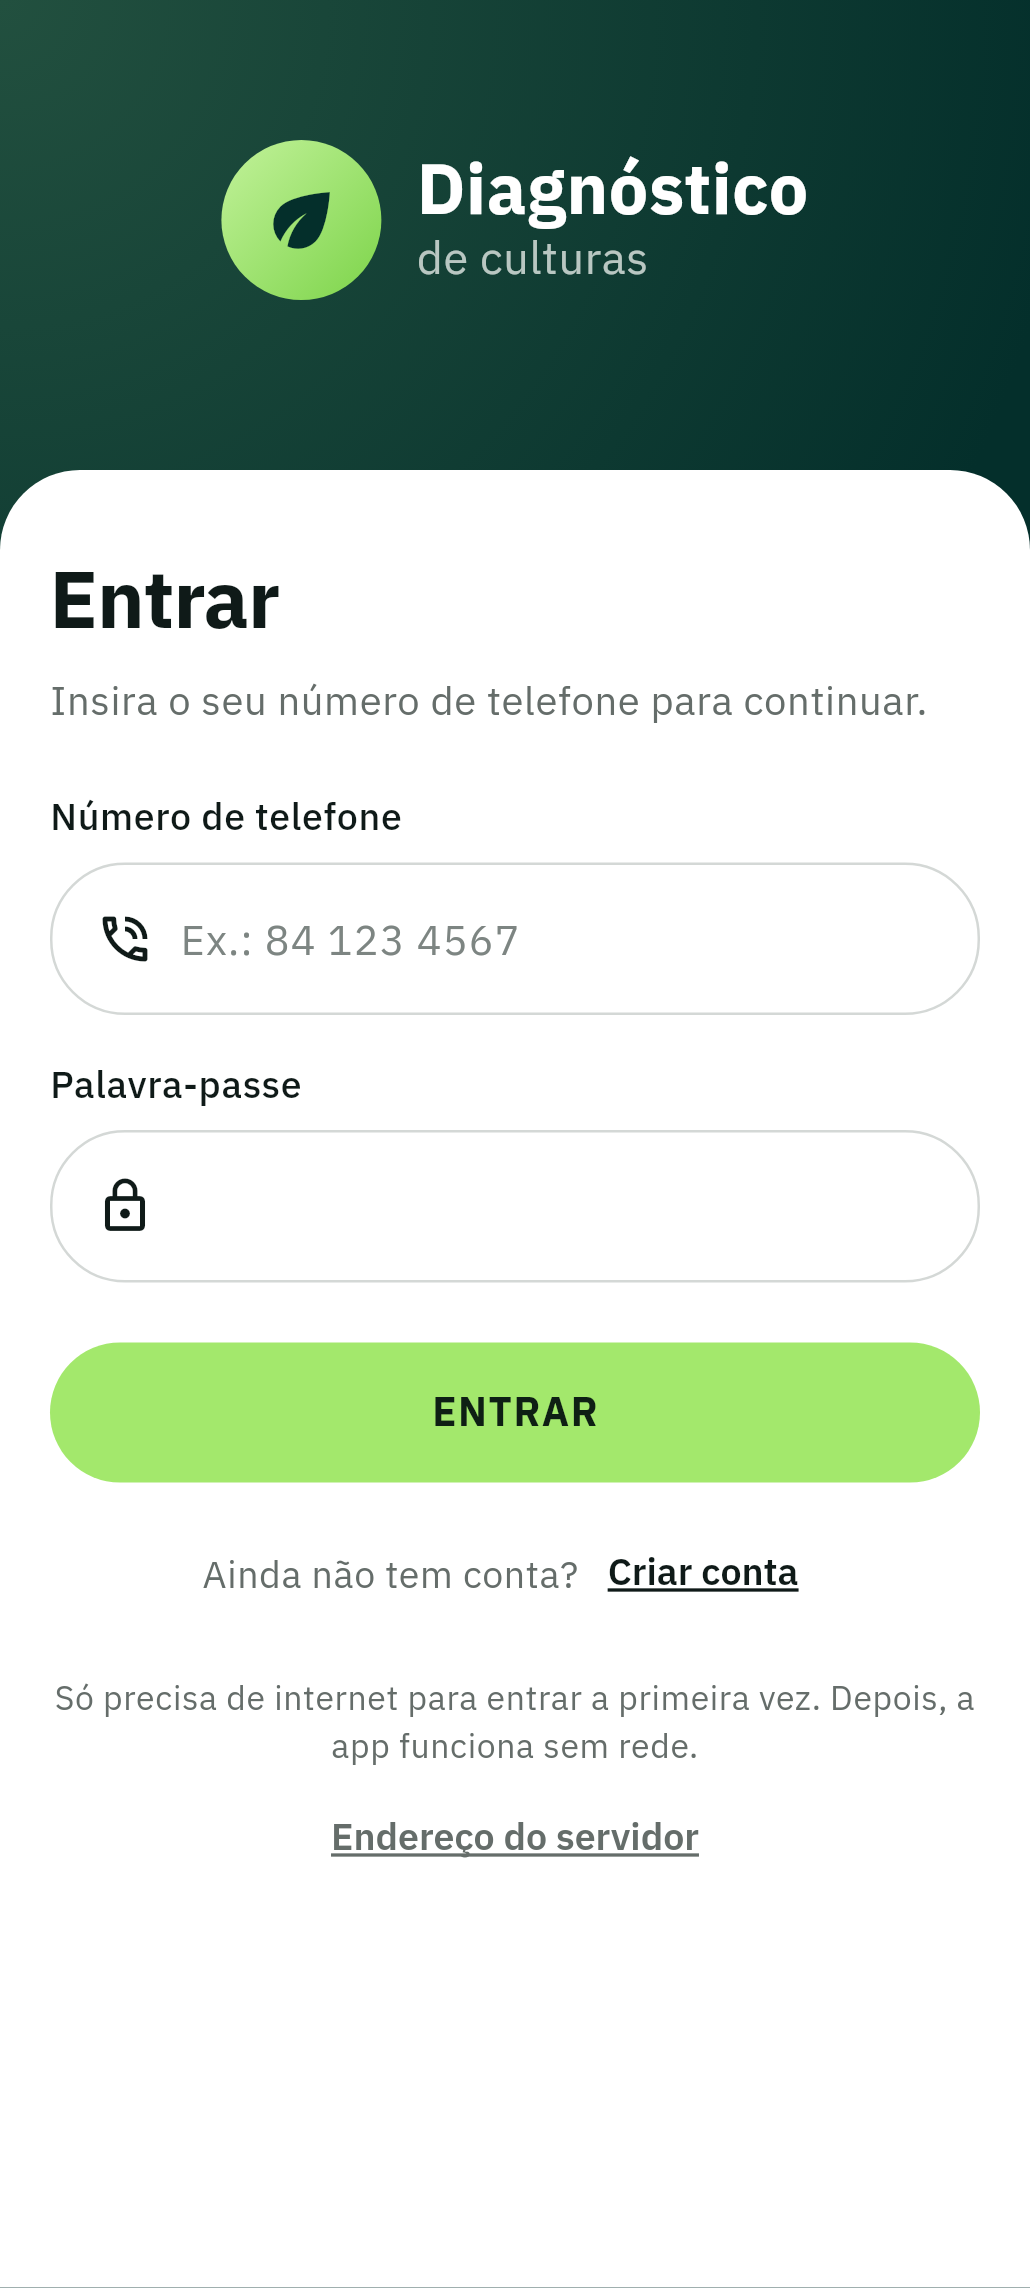 Diagnóstico
de culturas
Entrar
Insira o seu número de telefone para continuar.
Número de telefone
Ex.: 84 123 4567
Palavra-passe
ENTRAR
Ainda não tem conta? Criar conta
Só precisa de internet para entrar a primeira vez. Depois, a
app funciona sem rede.
Endereço do servidor